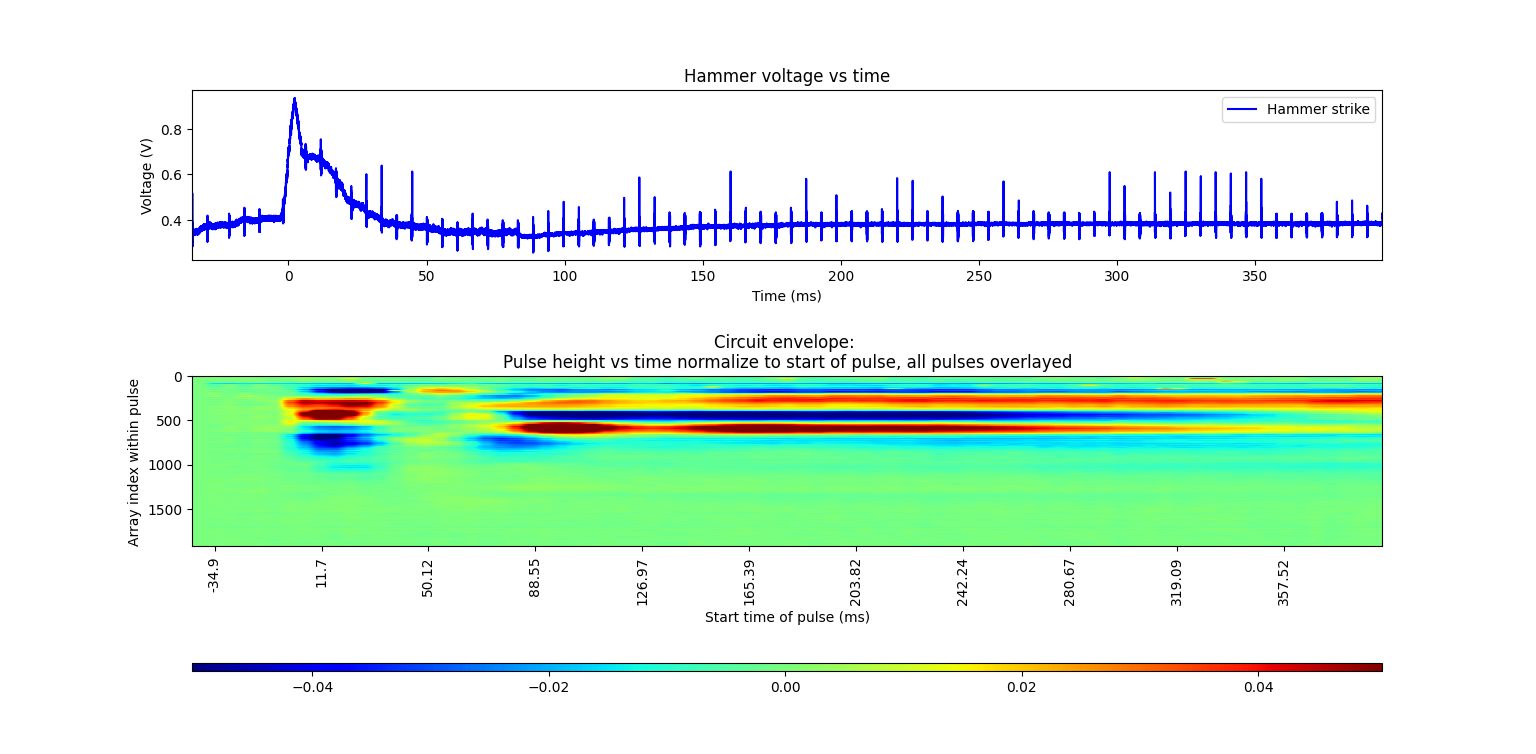 Hammer voltage vs time
Hammer strike
0.8
0.6
0.4
Voltage (V)
0 50 100 150 200 250 300 350
Time (ms)
Circuit envelope:
Pulse height vs time normalize to start of pulse, all pulses overlayed
0
500
1000
1500
Array index within pulse
-34.9 11.7 50.12 88.55 126.97 165.39 203.82 242.24 280.67 319.09 357.52
Start time of pulse (ms)
−0.04 −0.02 0.00 0.02 0.04